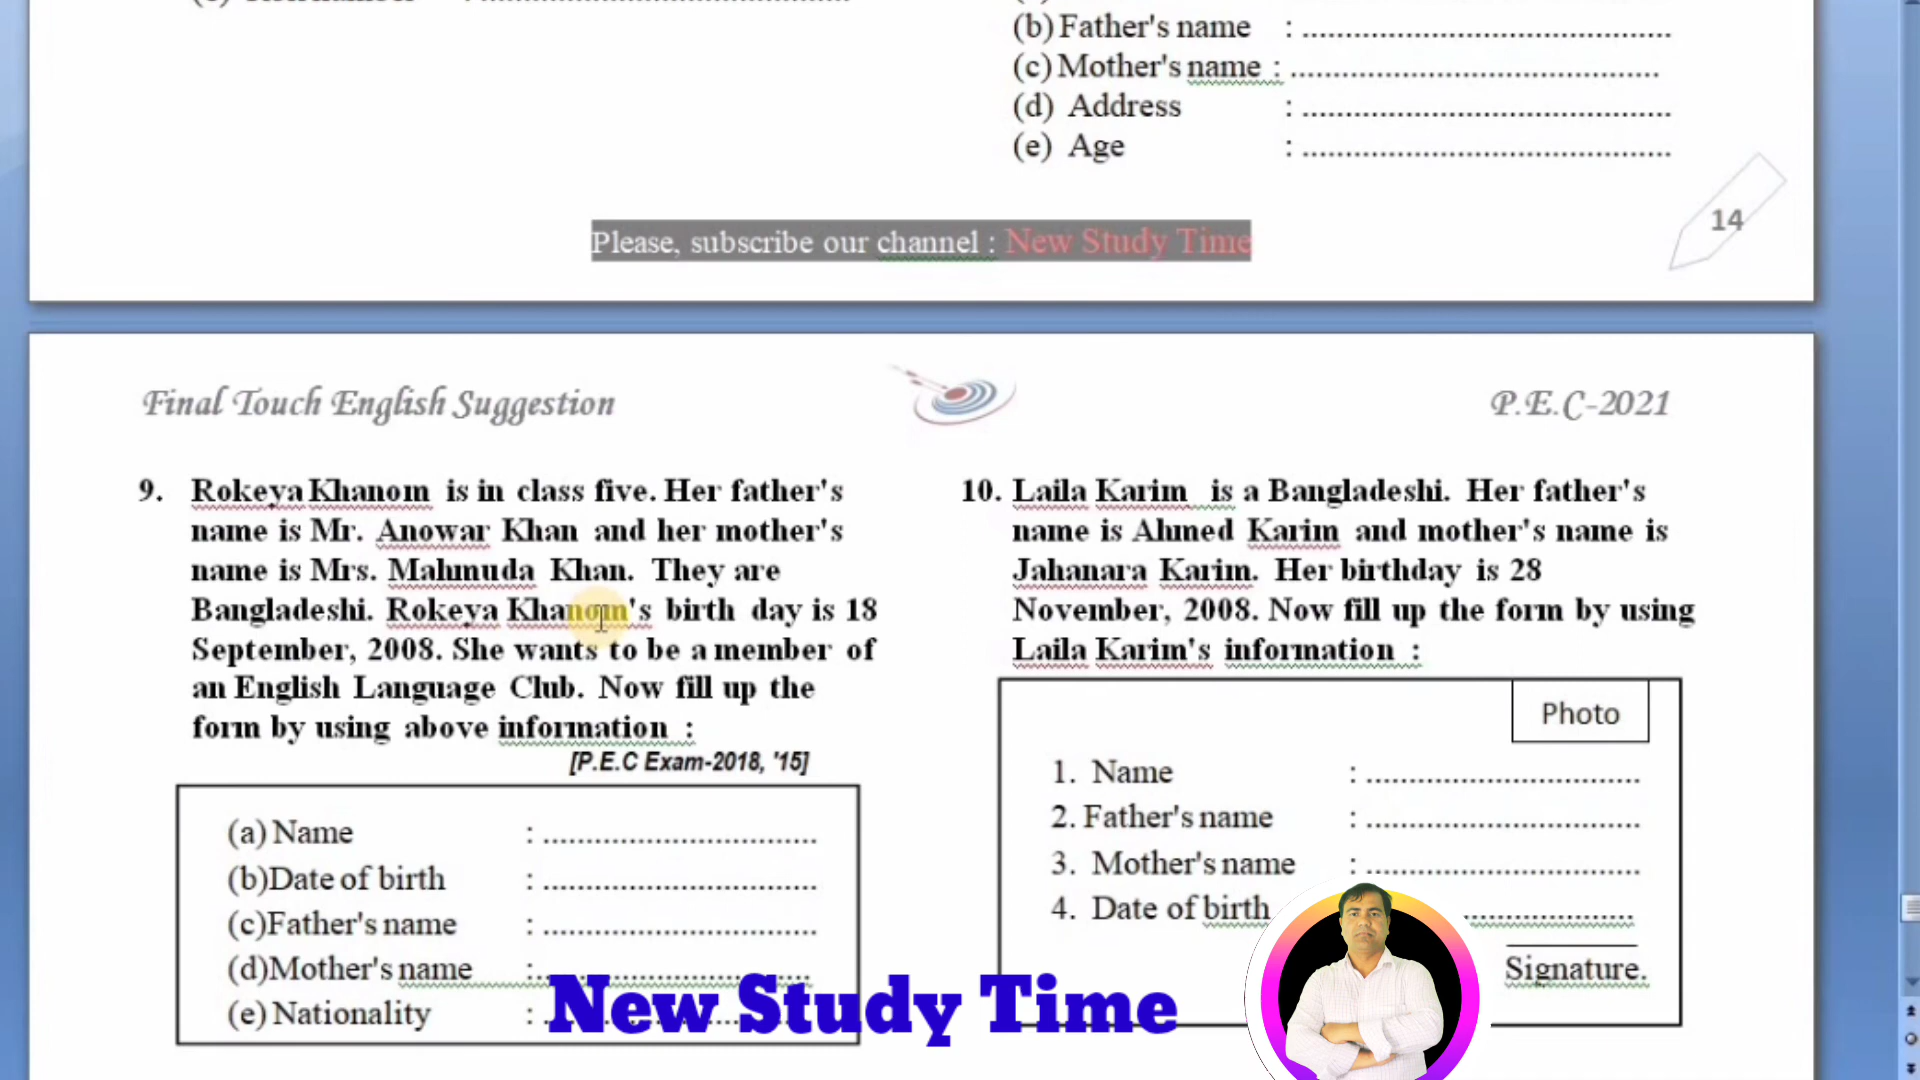 (b) Father's name : ............................................
(c) Mother's name : ............................................
(d) Address : ............................................
(e) Age : ............................................
14
Please, subscribe our channel : New Study Time
Final Touch English Suggestion
P.E.C-2021
9. Rokeya Khanom is in class five. Her father's
name is Mr. Anowar Khan and her mother's
name is Mrs. Mahmuda Khan. They are
Bangladeshi. Rokeya Khanom's birth day is 18
September, 2008. She wants to be a member of
an English Language Club. Now fill up the
form by using above information :
[P.E.C Exam-2018, '15]
(a) Name : .................................
(b)Date of birth : .................................
(c)Father's name : .................................
(d)Mother's name :.................................
(e) Nationality : .................................
10. Laila Karim is a Bangladeshi. Her father's
name is Ahmed Karim and mother's name is
Jahanara Karim. Her birthday is 28
November, 2008. Now fill up the form by using
Laila Karim's information :
Photo
1. Name : .................................
2. Father's name : .................................
3. Mother's name : .................................
4. Date of birth ....................
Signature.
New Study Time